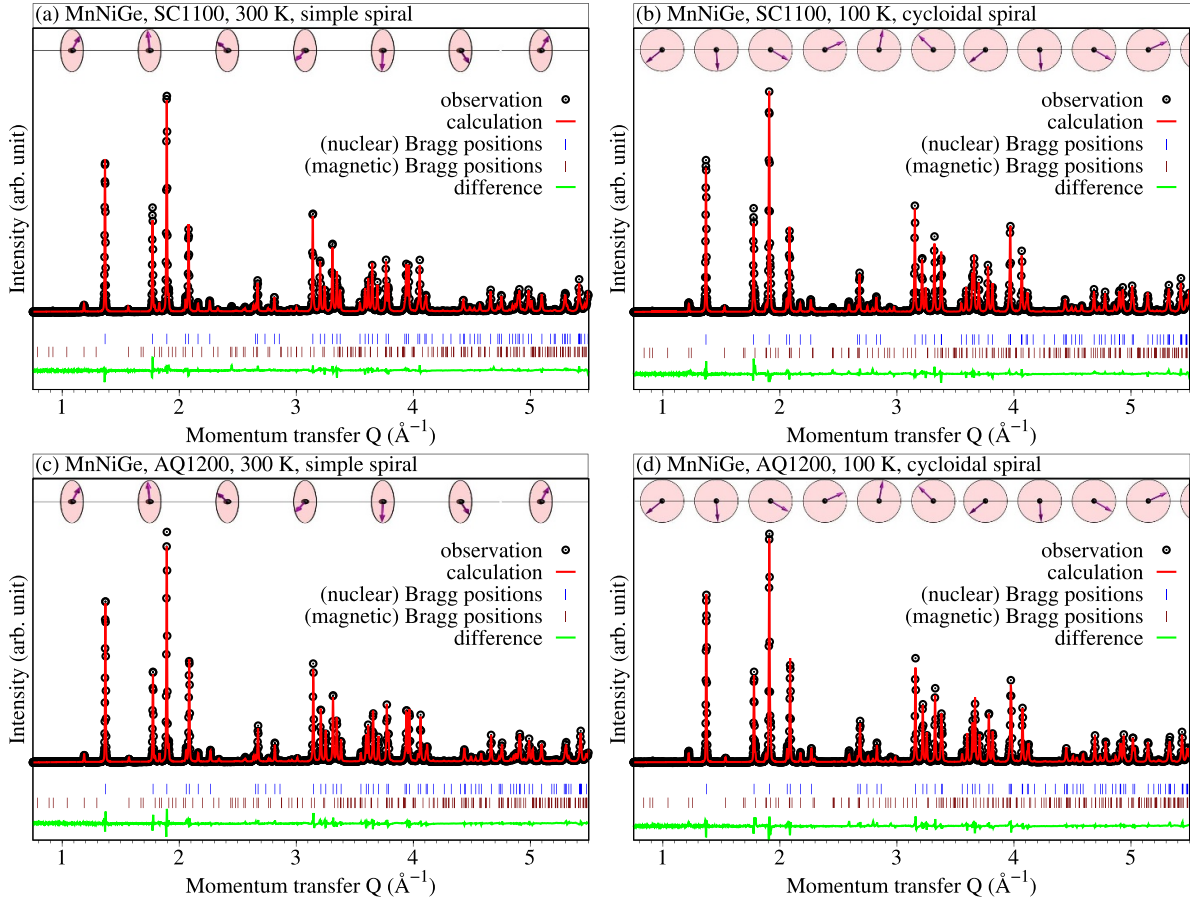 (a) MnNiGe, SC1100, 300 K, simple spiral
observation
calculation
(nuclear) Bragg positions
(magnetic) Bragg positions
difference
Intensity (arb. unit)
1 2 3 4 5
Momentum transfer Q (Å⁻¹)
(b) MnNiGe, SC1100, 100 K, cycloidal spiral
observation
calculation
(nuclear) Bragg positions
(magnetic) Bragg positions
difference
Intensity (arb. unit)
1 2 3 4 5
Momentum transfer Q (Å⁻¹)
(c) MnNiGe, AQ1200, 300 K, simple spiral
observation
calculation
(nuclear) Bragg positions
(magnetic) Bragg positions
difference
Intensity (arb. unit)
1 2 3 4 5
Momentum transfer Q (Å⁻¹)
(d) MnNiGe, AQ1200, 100 K, cycloidal spiral
observation
calculation
(nuclear) Bragg positions
(magnetic) Bragg positions
difference
Intensity (arb. unit)
1 2 3 4 5
Momentum transfer Q (Å⁻¹)